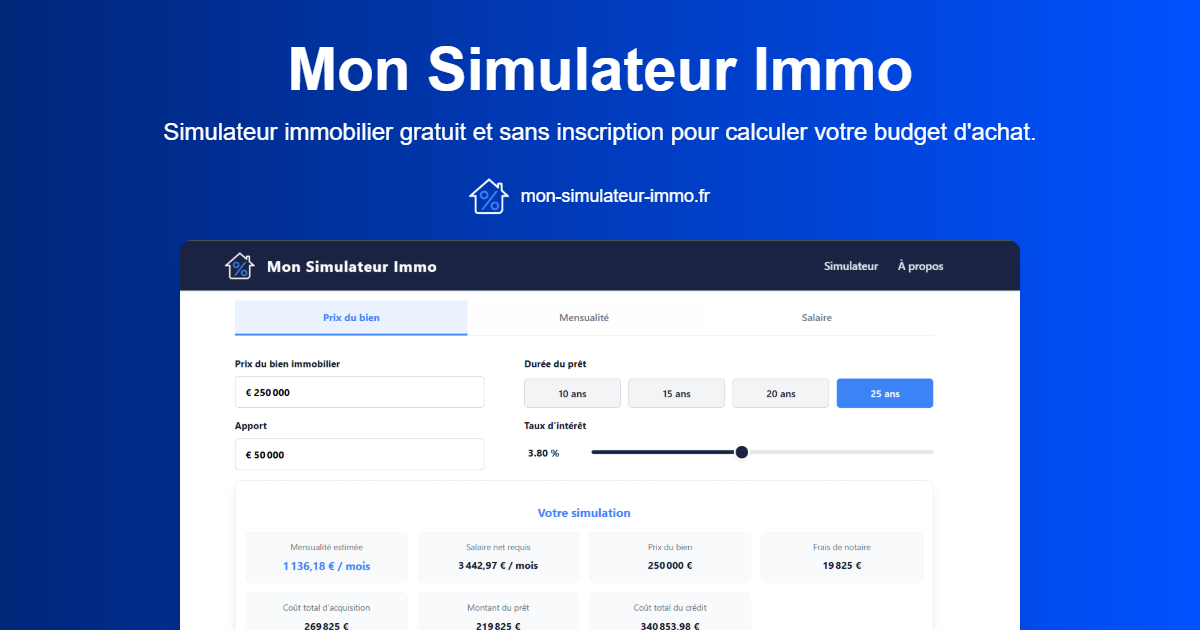 Mon Simulateur Immo
Simulateur immobilier gratuit et sans inscription pour calculer votre budget d'achat.
mon-simulateur-immo.fr
Mon Simulateur Immo
Simulateur
À propos
Prix du bien
Mensualité
Salaire
Prix du bien immobilier
€ 250 000
Durée du prêt
10 ans
15 ans
20 ans
25 ans
Apport
€ 50 000
Taux d'intérêt
3.80 %
Votre simulation
Mensualité estimée
1 136,18 € / mois
Salaire net requis
3 442,97 € / mois
Prix du bien
250 000 €
Frais de notaire
19 825 €
Coût total d'acquisition
269 825 €
Montant du prêt
219 825 €
Coût total du crédit
340 853,98 €